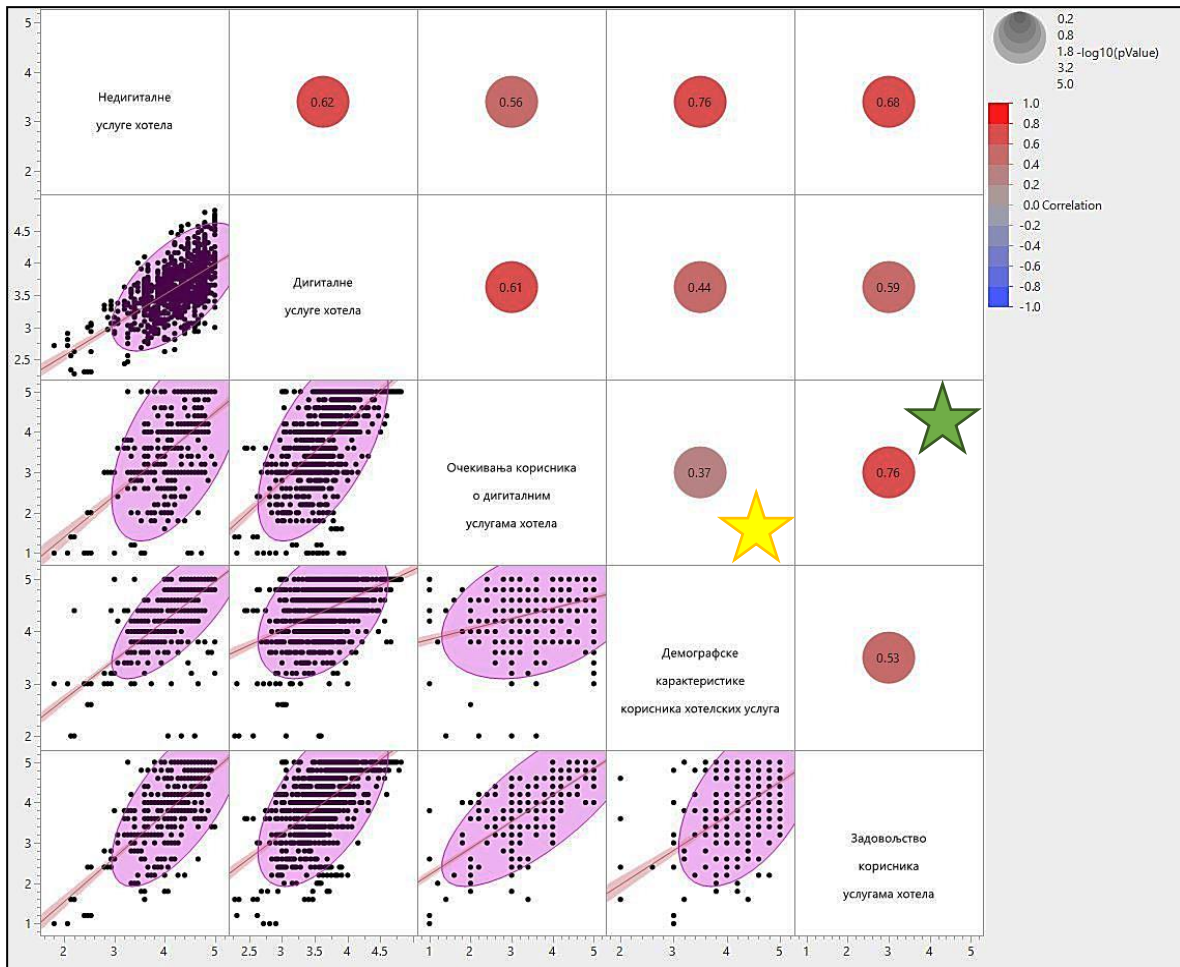 5
4
3
2
Недигиталне
услуге хотела
0.62
0.56
0.76
0.68
0.2
0.8
1.8 -log10(pValue)
3.2
5.0
1.0
0.8
0.6
0.4
0.2
0.0 Correlation
-0.2
-0.4
-0.6
-0.8
-1.0
4.5
4
3.5
3
2.5
Дигиталне
услуге хотела
0.61
0.44
0.59
5
4
3
2
1
Очекивања корисника
о дигиталним
услугама хотела
0.37
0.76
5
4
3
2
Демографске
карактеристике
корисника хотелских услуга
0.53
5
4
3
2
1
Задовољство
корисника
услугама хотела
2 3 4 5 2.5 3 3.5 4 4.5 1 2 3 4 5 2 3 4 5 1 2 3 4 5